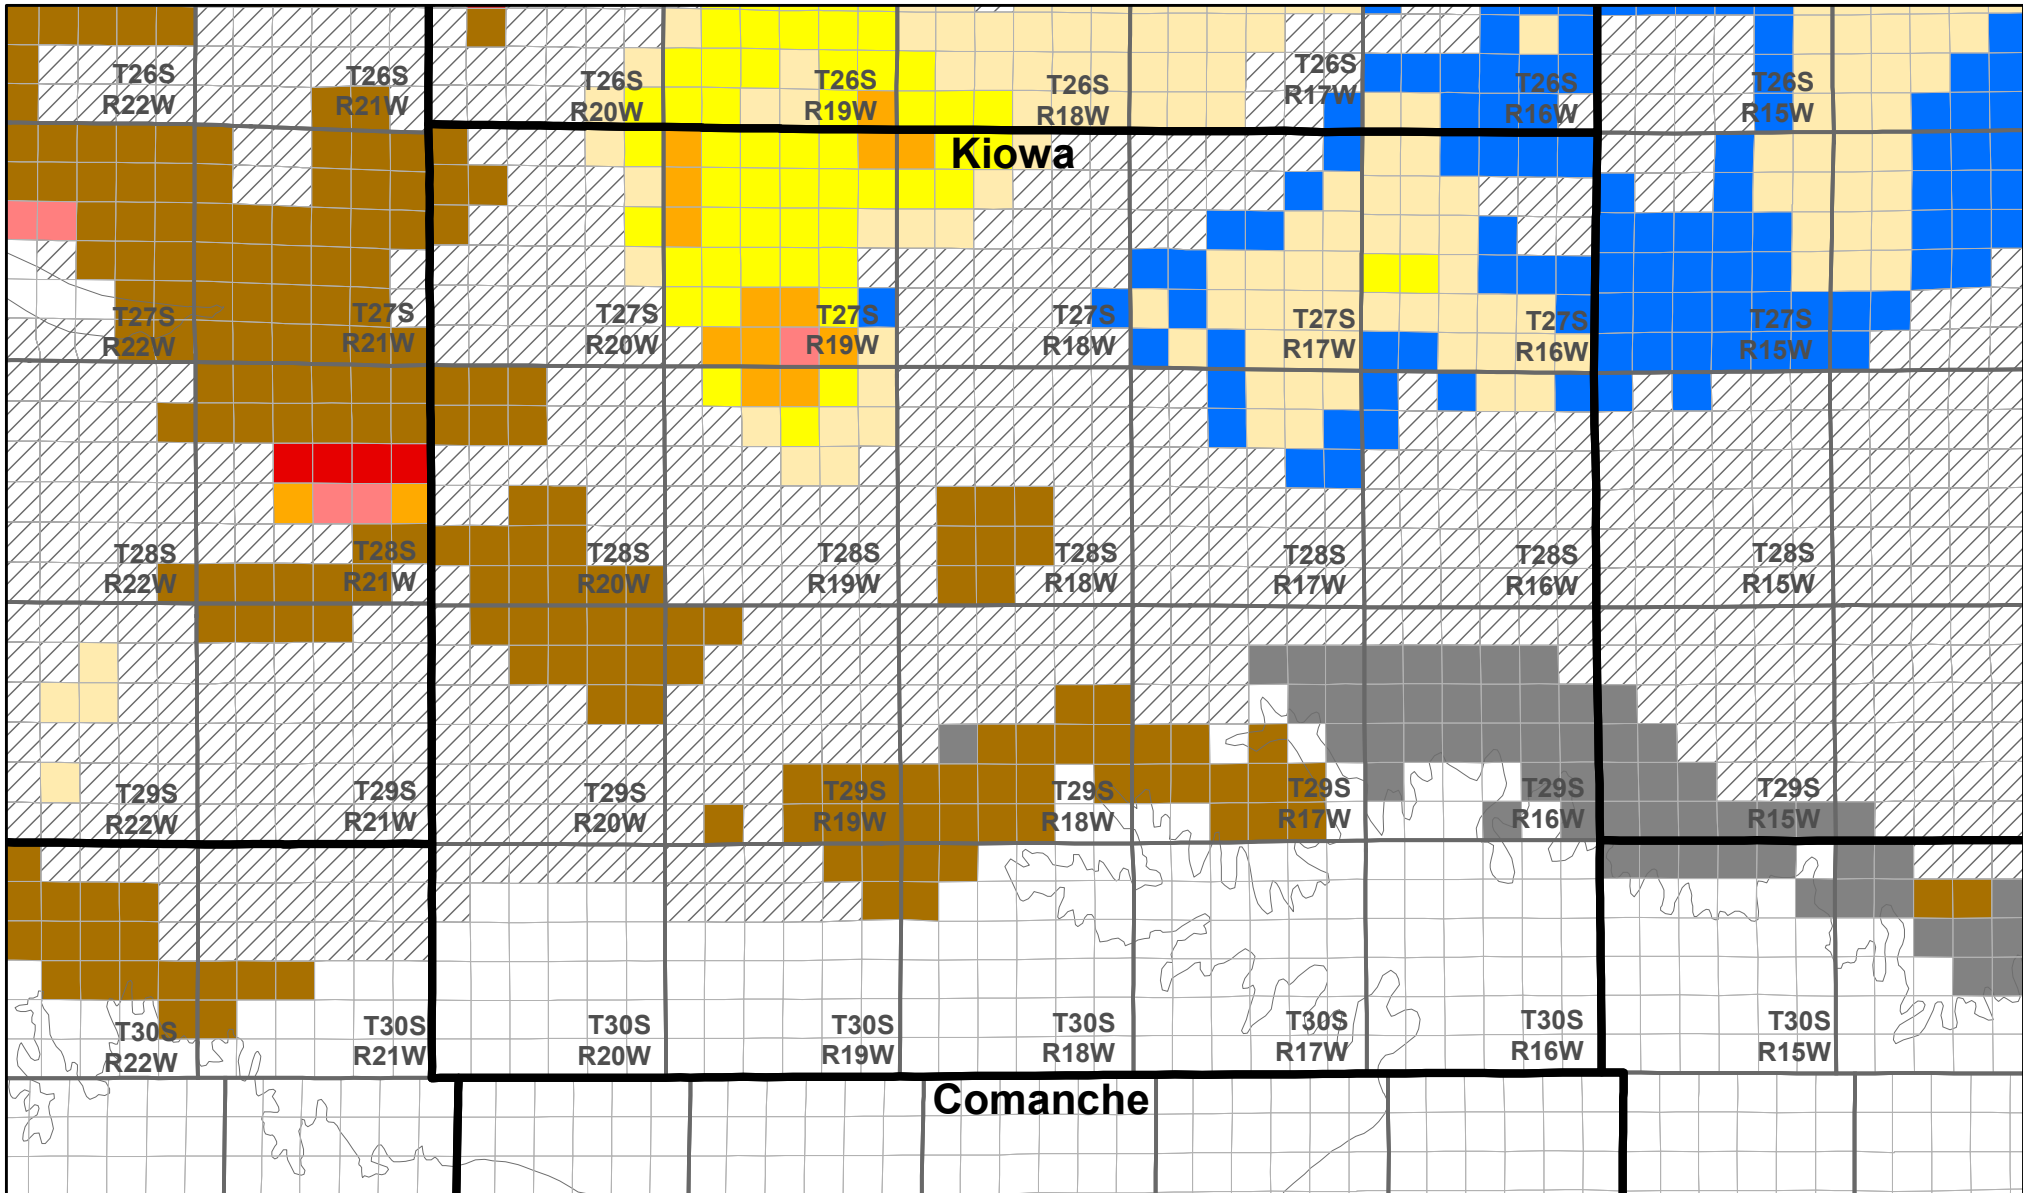 T26S
R22W
T26S
R21W
T26S
R20W
T26S
R19W
T26S
R18W
T26S
R17W
T26S
R16W
T26S
R15W
Kiowa
T27S
R22W
T27S
R21W
T27S
R20W
T27S
R19W
T27S
R18W
T27S
R17W
T27S
R16W
T27S
R15W
T28S
R22W
T28S
R21W
T28S
R20W
T28S
R19W
T28S
R18W
T28S
R17W
T28S
R16W
T28S
R15W
T29S
R22W
T29S
R21W
T29S
R20W
T29S
R19W
T29S
R18W
T29S
R17W
T29S
R16W
T29S
R15W
T30S
R22W
T30S
R21W
T30S
R20W
T30S
R19W
T30S
R18W
T30S
R17W
T30S
R16W
T30S
R15W
Comanche